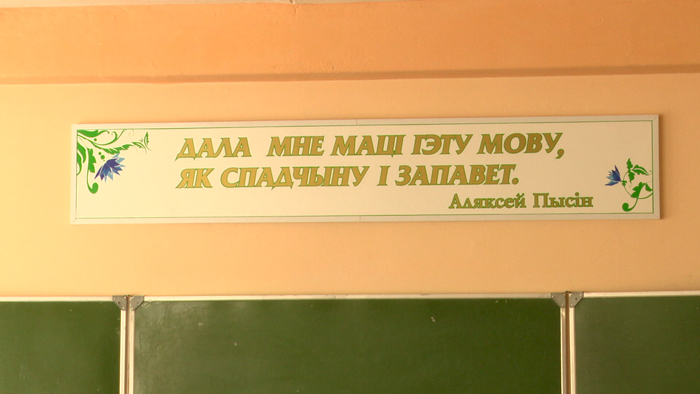 ДАЛА МНЕ МАЦІ ГЭТУ МОВУ,
ЯК СПАДЧЫНУ І ЗАПАВЕТ.
Аляксей Пысін